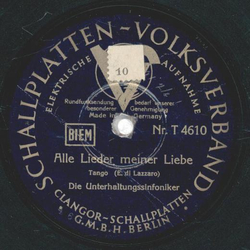 SCHALLPLATTEN-VOLKSVERBAND
ELEKTRISCHE AUFNAHME
10
Rundfunksendung bedarf unserer
besonderen Genehmigung
Made in Germany
BIEM
Nr. T 4610
Alle Lieder meiner Liebe
Tango (E. di Lazzaro)
Die Unterhaltungssinfoniker
CLANGOR-SCHALLPLATTEN
G.M.B.H. BERLIN